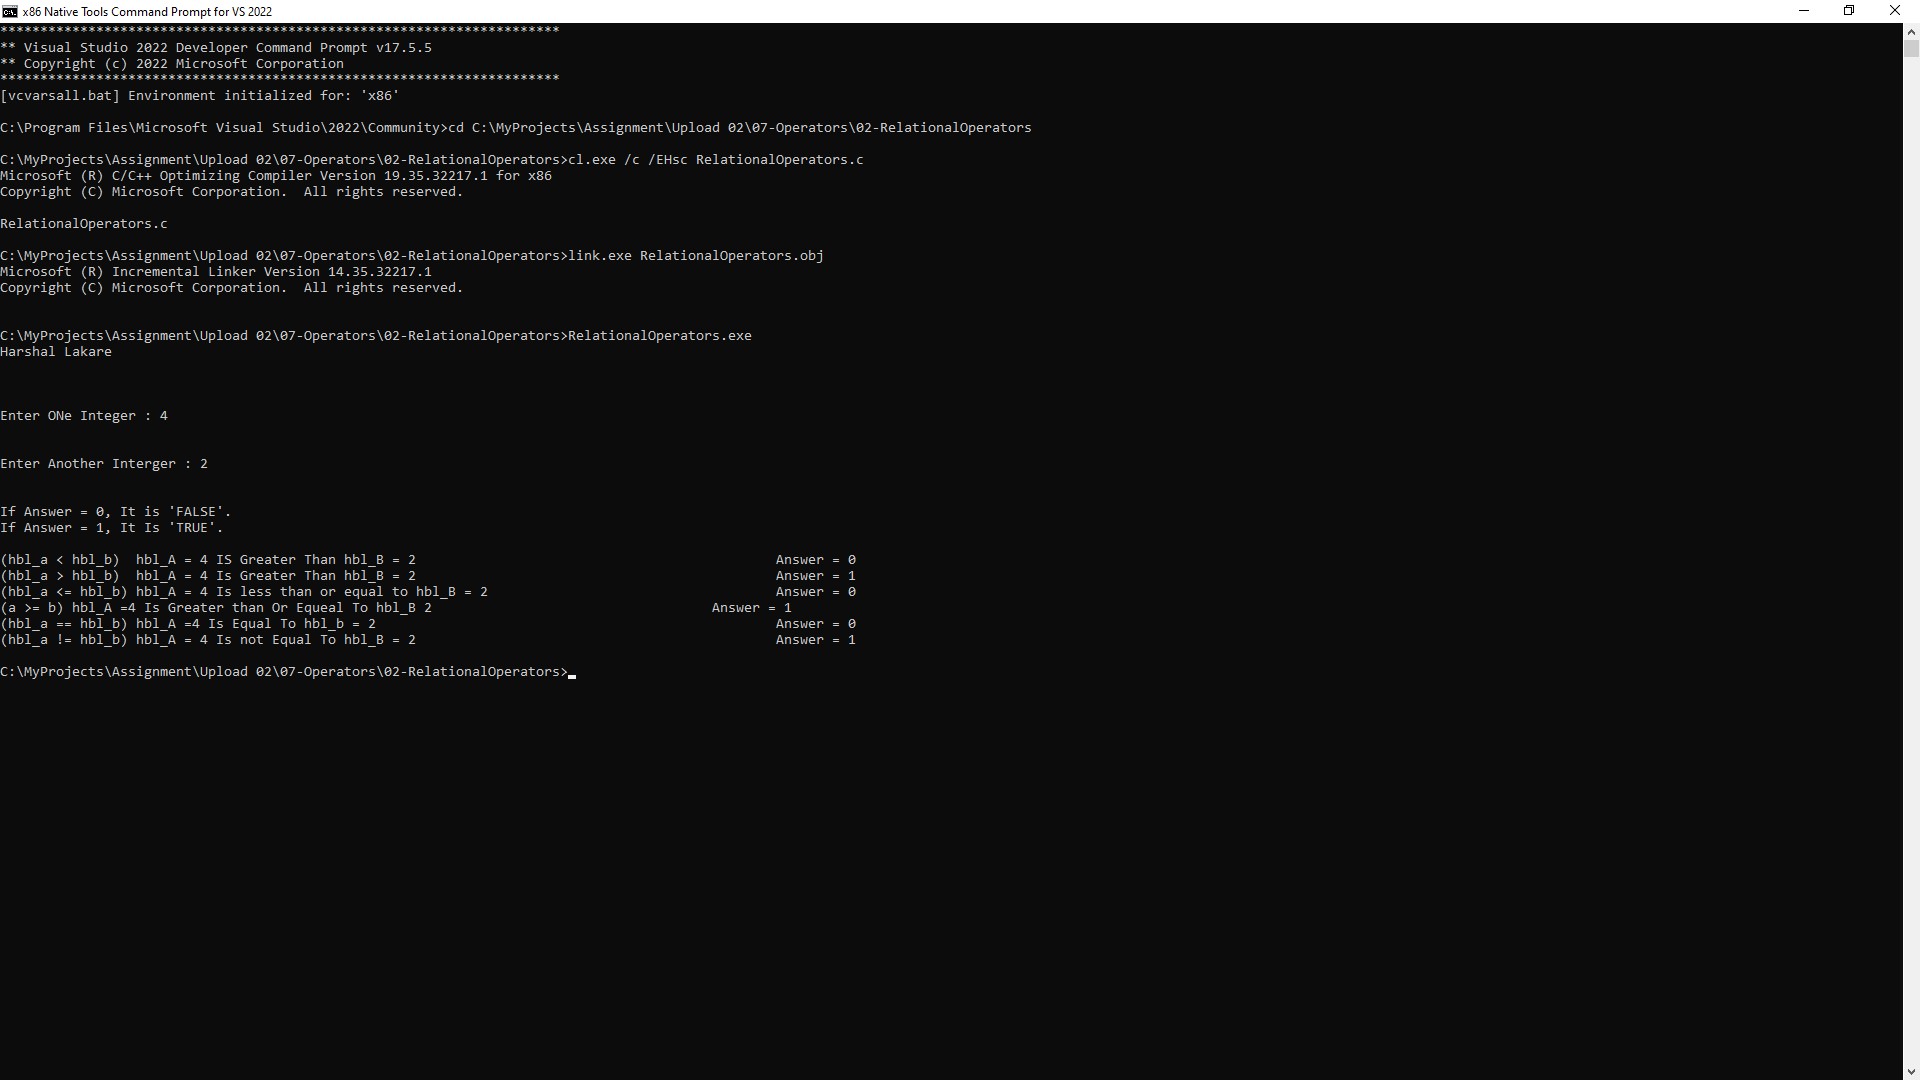 x86 Native Tools Command Prompt for VS 2022
**********************************************************************
** Visual Studio 2022 Developer Command Prompt v17.5.5
** Copyright (c) 2022 Microsoft Corporation
**********************************************************************
[vcvarsall.bat] Environment initialized for: 'x86'
C:\Program Files\Microsoft Visual Studio\2022\Community>cd C:\MyProjects\Assignment\Upload 02\07-Operators\02-RelationalOperators
C:\MyProjects\Assignment\Upload 02\07-Operators\02-RelationalOperators>cl.exe /c /EHsc RelationalOperators.c
Microsoft (R) C/C++ Optimizing Compiler Version 19.35.32217.1 for x86
Copyright (C) Microsoft Corporation.  All rights reserved.
RelationalOperators.c
C:\MyProjects\Assignment\Upload 02\07-Operators\02-RelationalOperators>link.exe RelationalOperators.obj
Microsoft (R) Incremental Linker Version 14.35.32217.1
Copyright (C) Microsoft Corporation.  All rights reserved.
C:\MyProjects\Assignment\Upload 02\07-Operators\02-RelationalOperators>RelationalOperators.exe
Harshal Lakare
Enter ONe Integer : 4
Enter Another Interger : 2
If Answer = 0, It is 'FALSE'.
If Answer = 1, It Is 'TRUE'.
(hbl_a < hbl_b)  hbl_A = 4 IS Greater Than hbl_B = 2 Answer = 0
(hbl_a > hbl_b)  hbl_A = 4 Is Greater Than hbl_B = 2 Answer = 1
(hbl_a <= hbl_b) hbl_A = 4 Is less than or equal to hbl_B = 2 Answer = 0
(a >= b) hbl_A =4 Is Greater than Or Equeal To hbl_B 2 Answer = 1
(hbl_a == hbl_b) hbl_A =4 Is Equal To hbl_b = 2 Answer = 0
(hbl_a != hbl_b) hbl_A = 4 Is not Equal To hbl_B = 2 Answer = 1
C:\MyProjects\Assignment\Upload 02\07-Operators\02-RelationalOperators>